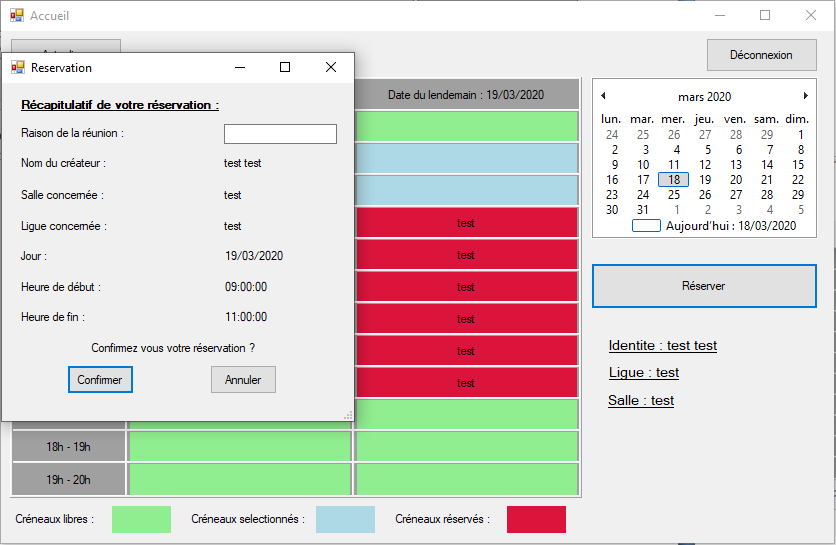 Accueil
Déconnexion
Reservation
Récapitulatif de votre réservation :
Raison de la réunion :
Nom du créateur : test test
Salle concernée : test
Ligue concernée : test
Jour : 19/03/2020
Heure de début : 09:00:00
Heure de fin : 11:00:00
Confirmez vous votre réservation ?
Confirmer Annuler
Date du lendemain : 19/03/2020
test
test
test
test
test
test
18h - 19h
19h - 20h
mars 2020
lun. mar. mer. jeu. ven. sam. dim.
24 25 26 27 28 29 1
2 3 4 5 6 7 8
9 10 11 12 13 14 15
16 17 18 19 20 21 22
23 24 25 26 27 28 29
30 31 1 2 3 4 5
Aujourd'hui : 18/03/2020
Réserver
Identite : test test
Ligue : test
Salle : test
Créneaux libres : Créneaux selectionnés : Créneaux réservés :